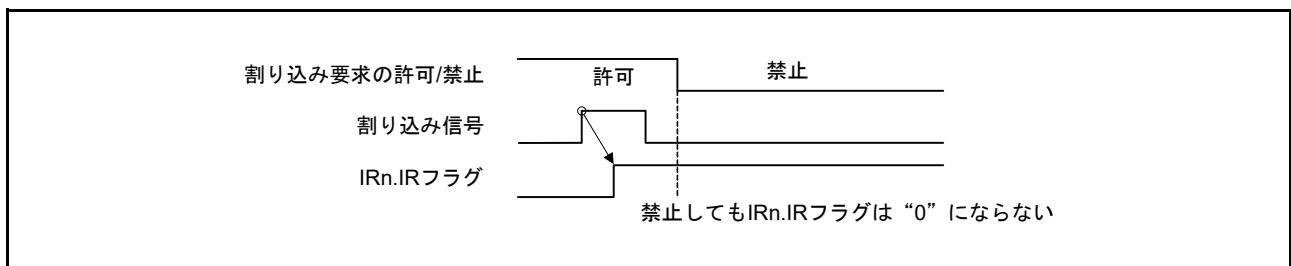 割り込み要求の許可/禁止
許可
禁止
割り込み信号
IRn.IRフラグ
禁止してもIRn.IRフラグは“0”にならない